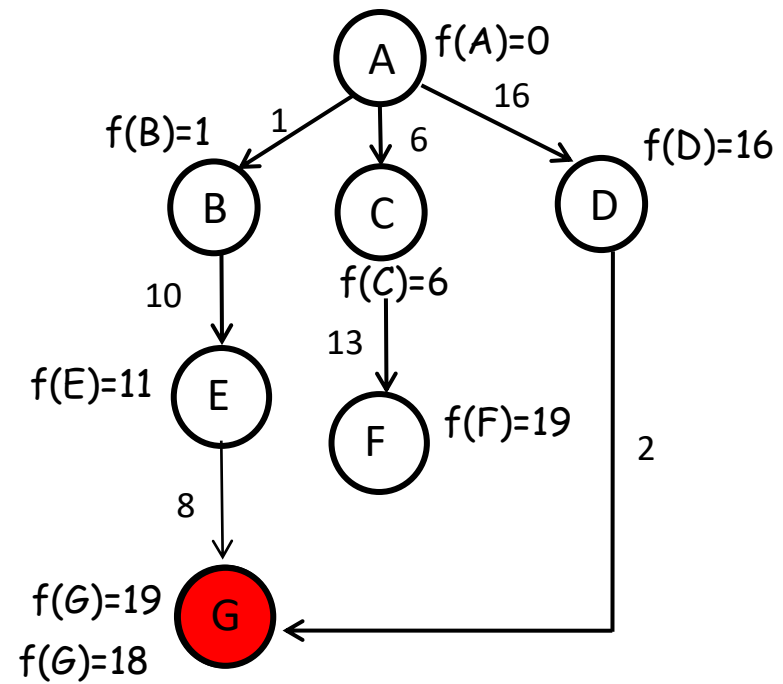 A
f(A)=0
1
6
16
f(B)=1
f(D)=16
B
C
D
f(C)=6
10
13
f(E)=11
E
F
f(F)=19
2
8
f(G)=19
G
f(G)=18